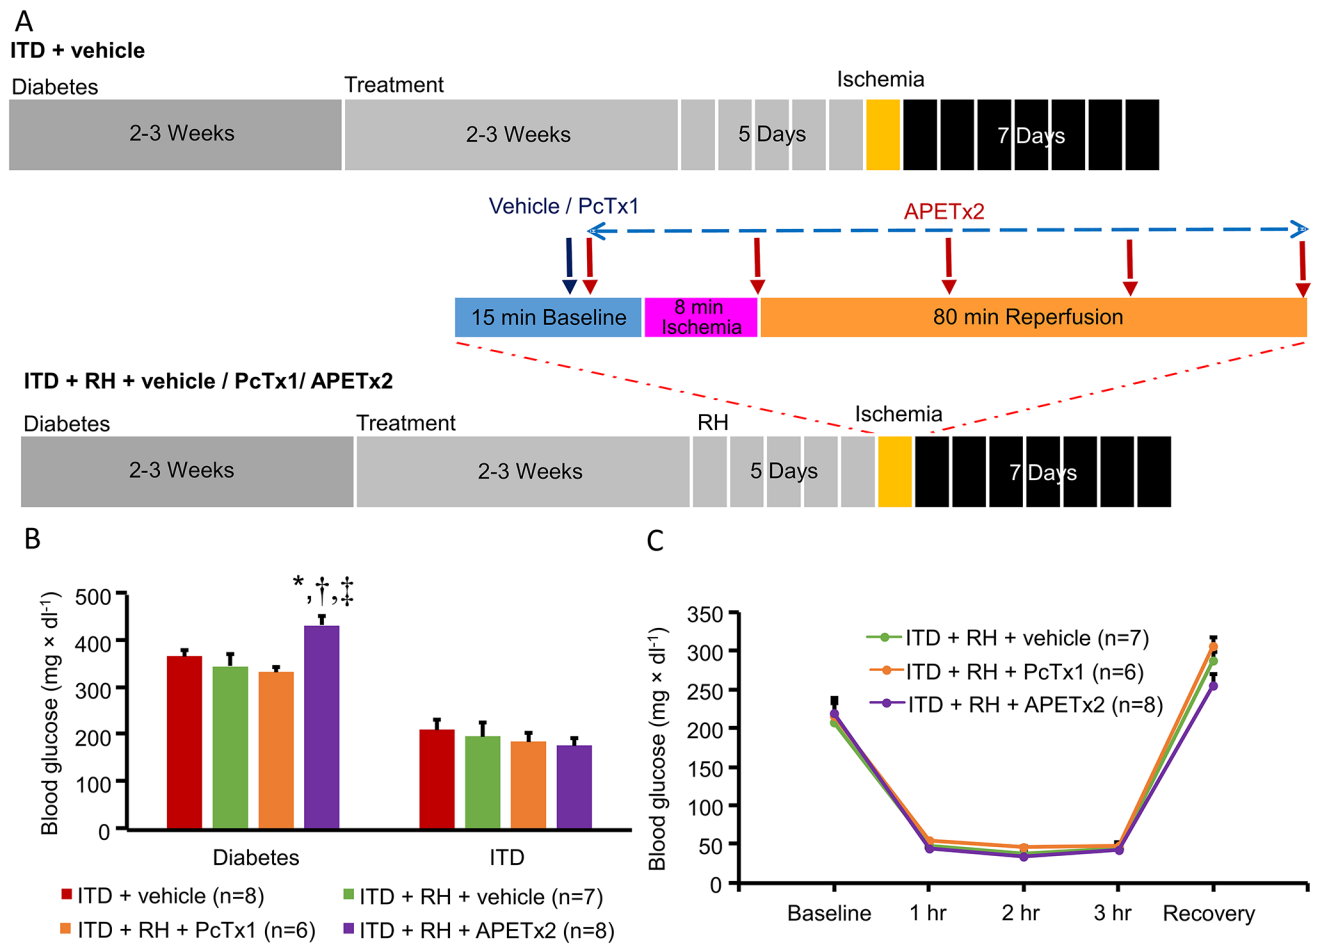 A
ITD + vehicle
Diabetes
Treatment
Ischemia
2-3 Weeks
2-3 Weeks
5 Days
7 Days
Vehicle / PcTx1
APETx2
15 min Baseline
8 min
Ischemia
80 min Reperfusion
ITD + RH + vehicle / PcTx1/ APETx2
Diabetes
Treatment
RH
Ischemia
2-3 Weeks
2-3 Weeks
5 Days
7 Days
B
*,†,‡
Blood glucose (mg × dl-1)
500
400
300
200
100
0
Diabetes
ITD
ITD + vehicle (n=8)
ITD + RH + vehicle (n=7)
ITD + RH + PcTx1 (n=6)
ITD + RH + APETx2 (n=8)
C
Blood glucose (mg × dl-1)
350
300
250
200
150
100
50
0
ITD + RH + vehicle (n=7)
ITD + RH + PcTx1 (n=6)
ITD + RH + APETx2 (n=8)
Baseline
1 hr
2 hr
3 hr
Recovery